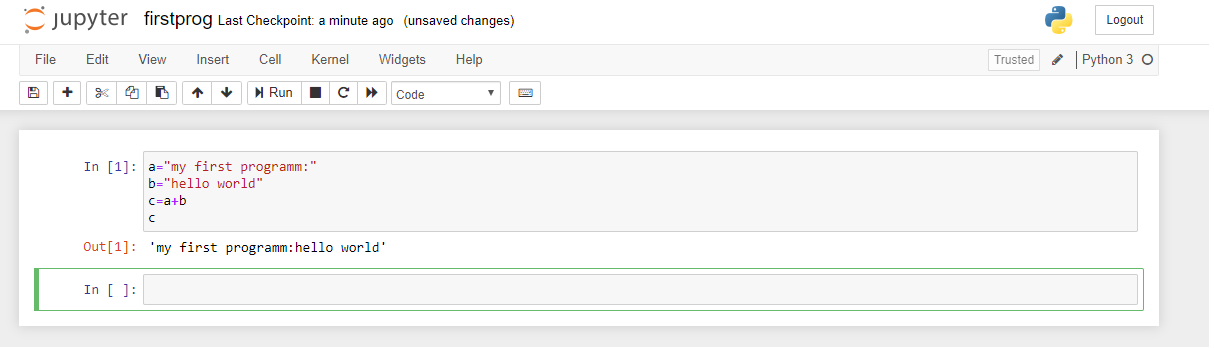 jupyter firstprog Last Checkpoint: a minute ago (unsaved changes) Logout
File Edit View Insert Cell Kernel Widgets Help Trusted Python 3
Run Code
In [1]: a="my first programm:"
b="hello world"
c=a+b
c
Out[1]: 'my first programm:hello world'
In [ ]: